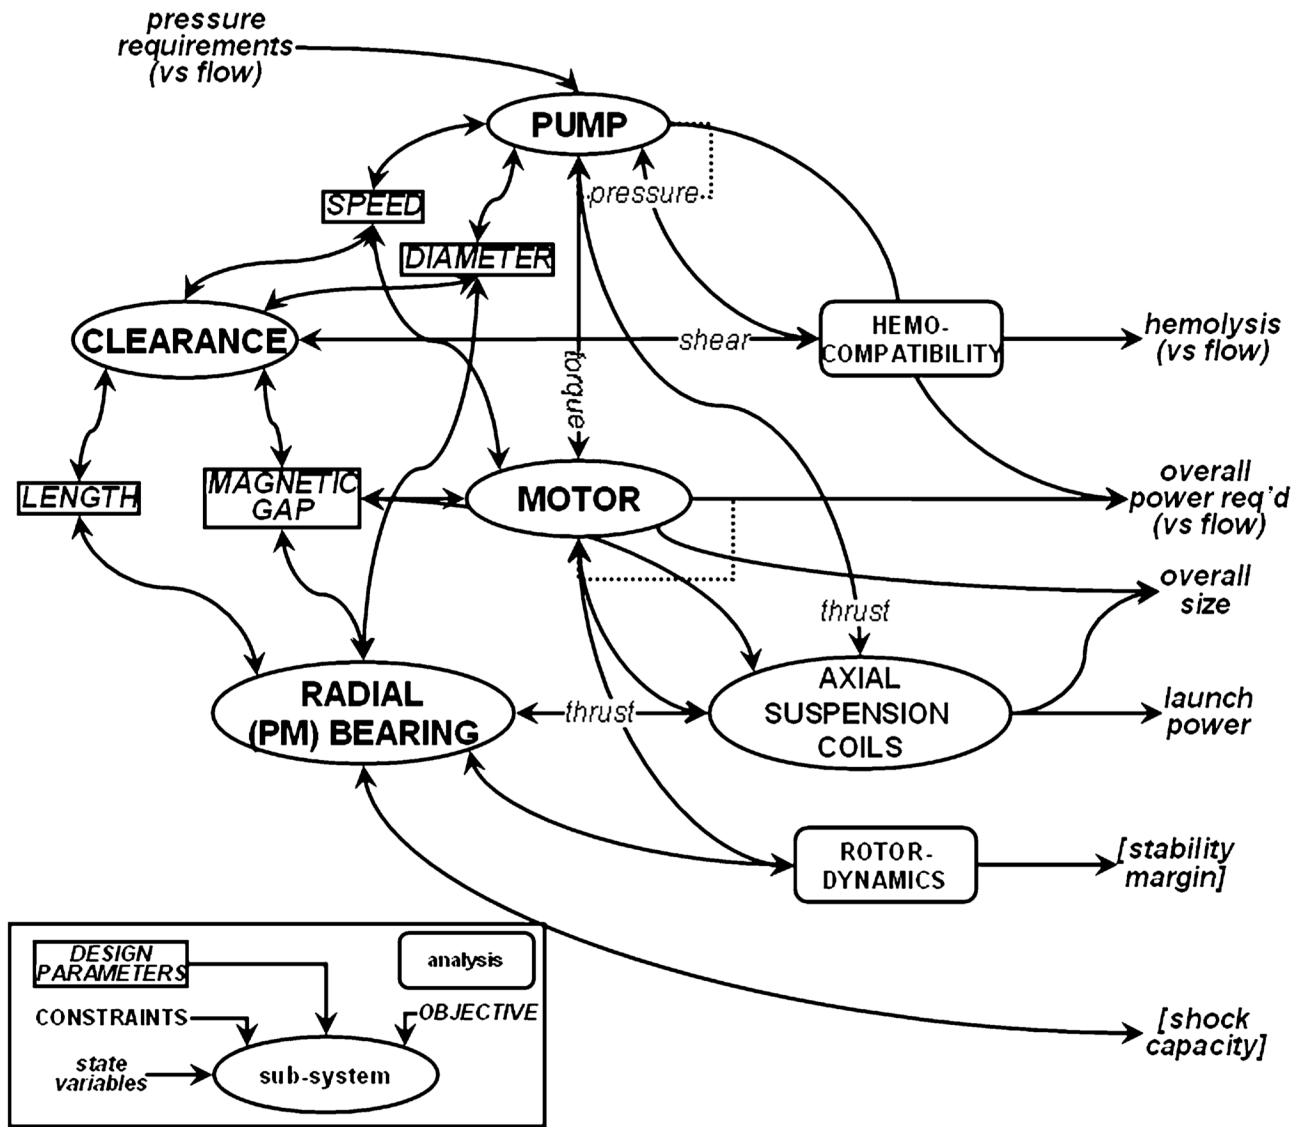 pressure
requirements
(vs flow)
PUMP
pressure
SPEED
DIAMETER
CLEARANCE
shear
HEMO-
COMPATIBILITY
hemolysis
(vs flow)
torque
LENGTH
MAGNETIC
GAP
MOTOR
overall
power req'd
(vs flow)
overall
size
thrust
RADIAL
(PM) BEARING
thrust
AXIAL
SUSPENSION
COILS
launch
power
ROTOR-
DYNAMICS
[stability
margin]
DESIGN
PARAMETERS
analysis
CONSTRAINTS
OBJECTIVE
state
variables
sub-system
[shock
capacity]